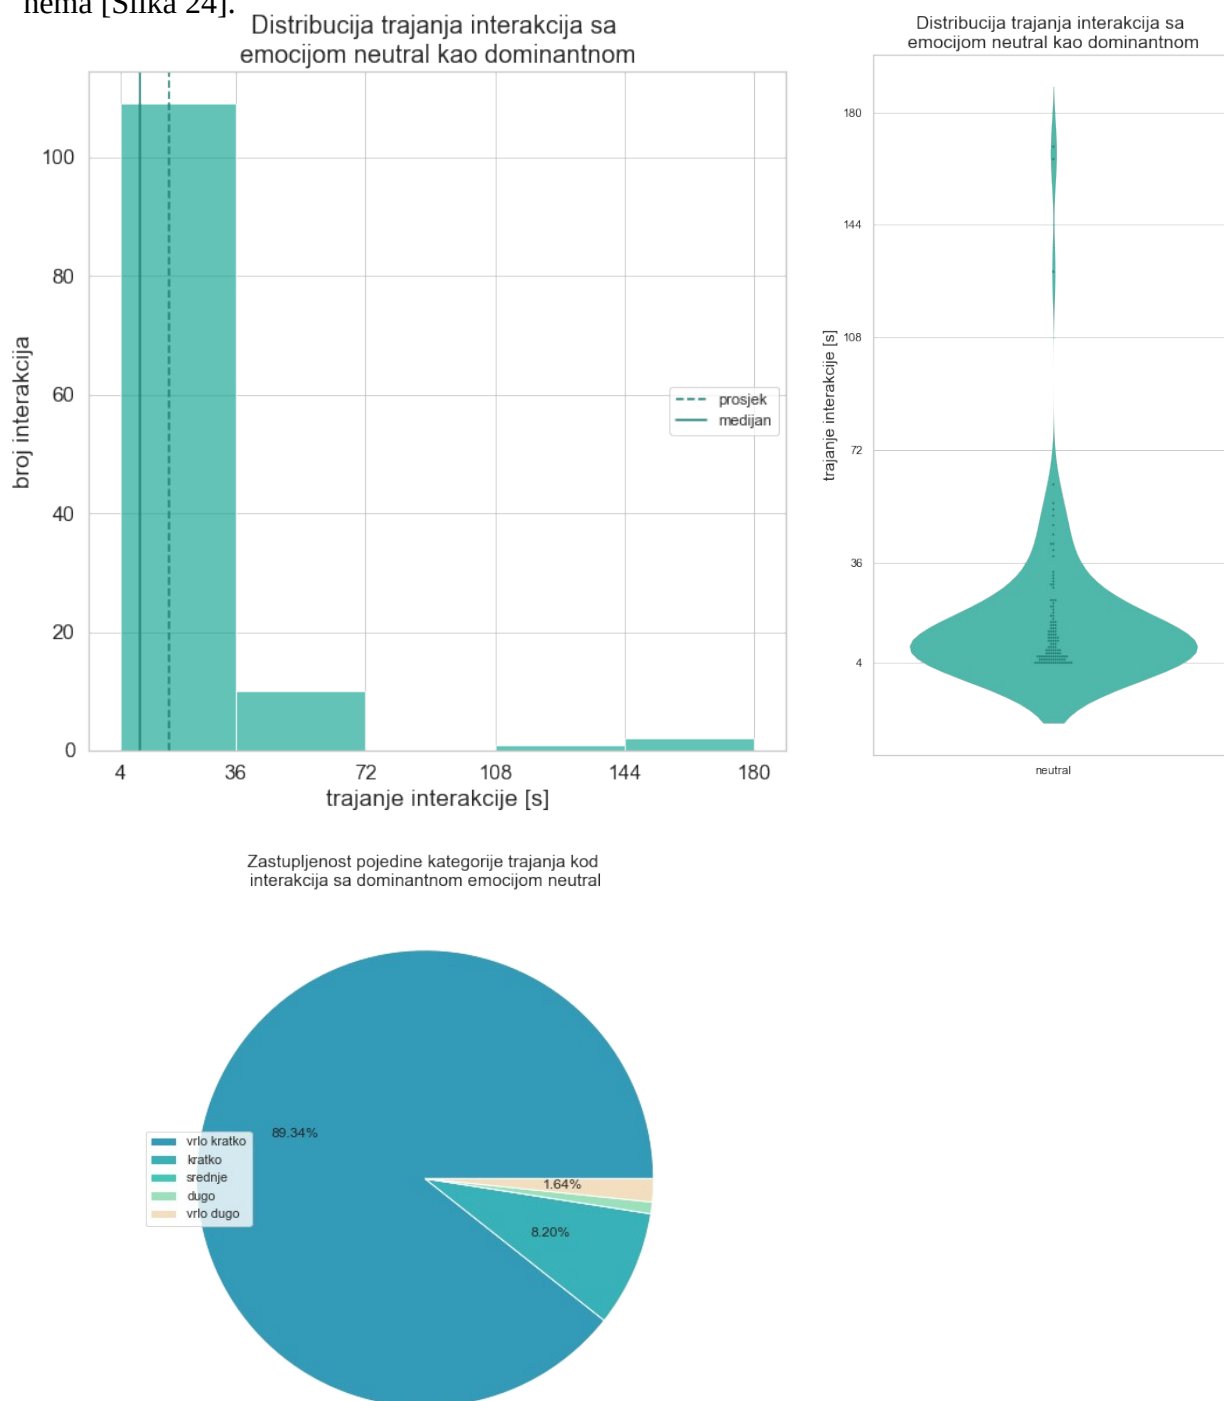 nema [Slika 24].
Distribucija trajanja interakcija sa
emocijom neutral kao dominantnom
broj interakcija
100
80
60
40
20
0
prosjek
medijan
4
36
72
108
144
180
trajanje interakcije [s]
Distribucija trajanja interakcija sa
emocijom neutral kao dominantnom
trajanje interakcije [s]
180
144
108
72
36
4
neutral
Zastupljenost pojedine kategorije trajanja kod
interakcija sa dominantnom emocijom neutral
89.34%
vrlo kratko
kratko
srednje
dugo
vrlo dugo
1.64%
8.20%